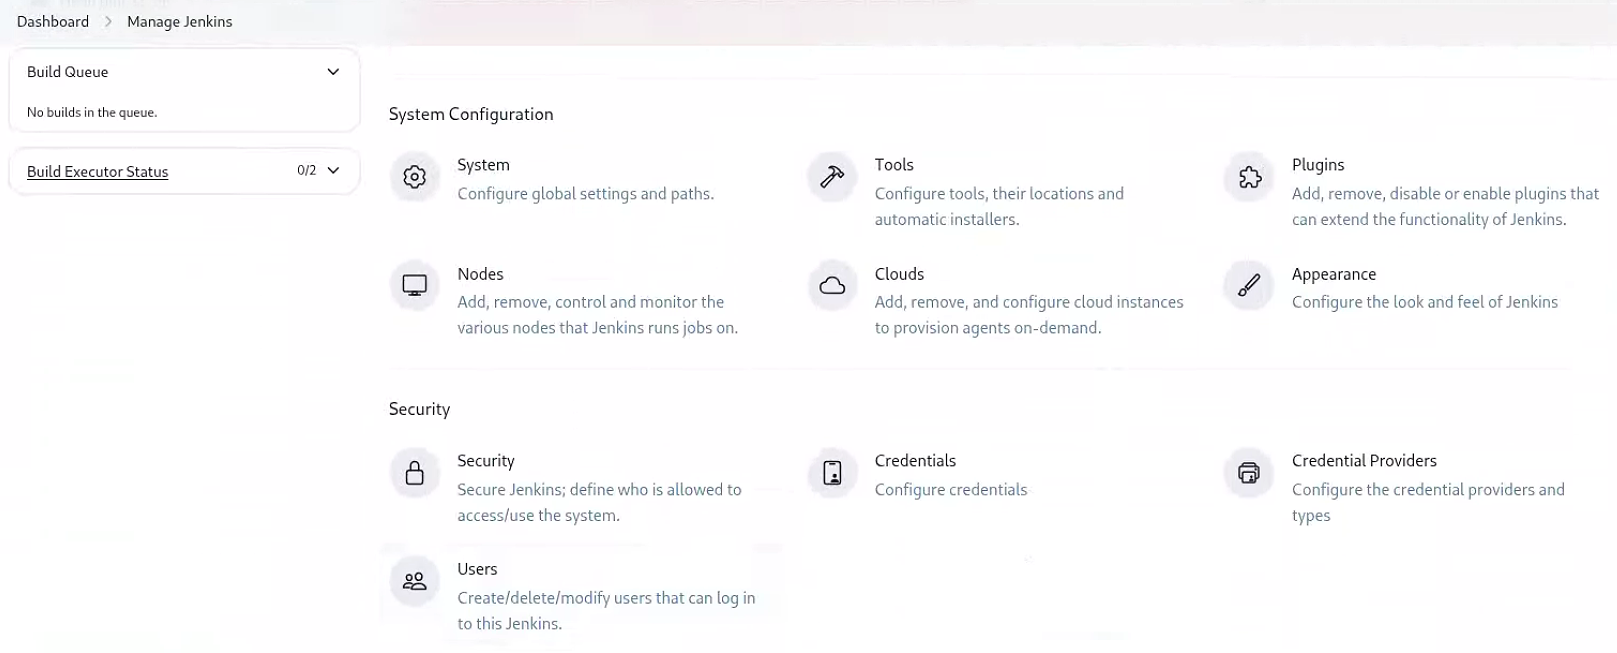 Dashboard > Manage Jenkins
Build Queue
No builds in the queue.
Build Executor Status 0/2
System Configuration
System
Configure global settings and paths.
Tools
Configure tools, their locations and
automatic installers.
Plugins
Add, remove, disable or enable plugins that
can extend the functionality of Jenkins.
Nodes
Add, remove, control and monitor the
various nodes that Jenkins runs jobs on.
Clouds
Add, remove, and configure cloud instances
to provision agents on-demand.
Appearance
Configure the look and feel of Jenkins
Security
Security
Secure Jenkins; define who is allowed to
access/use the system.
Credentials
Configure credentials
Credential Providers
Configure the credential providers and
types
Users
Create/delete/modify users that can log in
to this Jenkins.